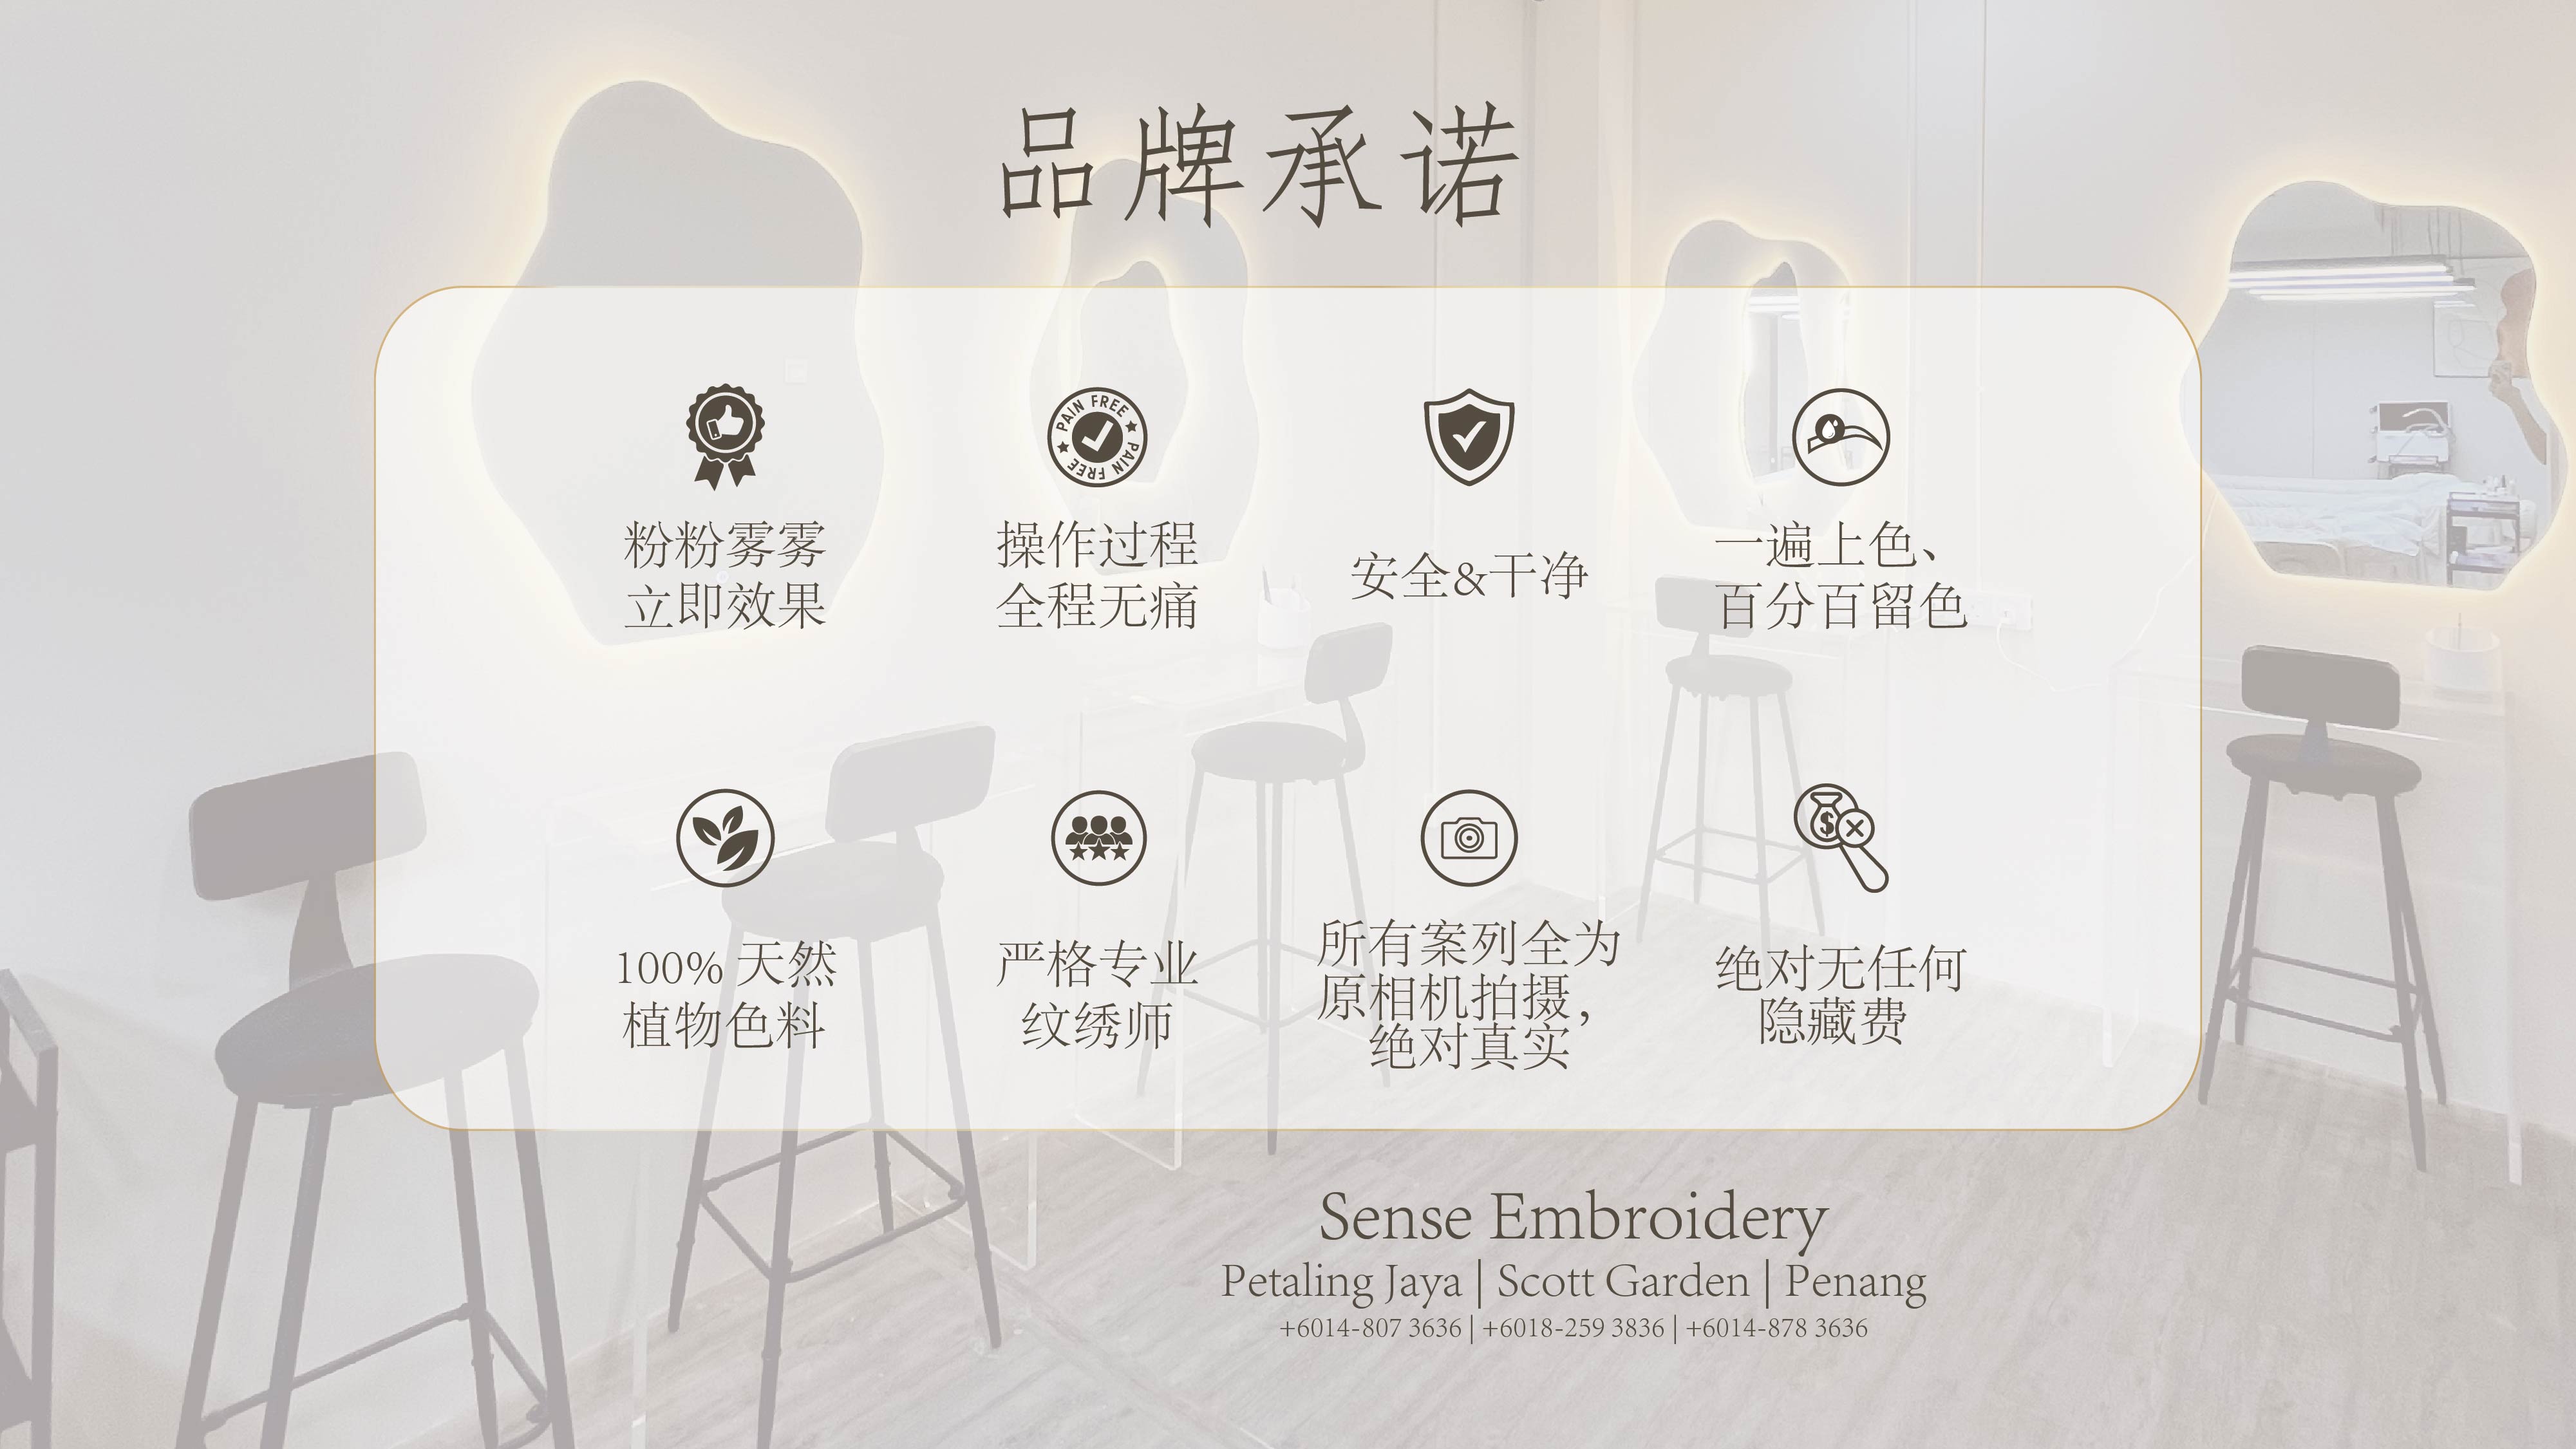 品牌承诺
PAIN FREE
PAIN FREE
粉粉雾雾
立即效果
操作过程
全程无痛
安全&干净
一遍上色、
百分百留色
100% 天然
植物色料
严格专业
纹绣师
所有案列全为
原相机拍摄，
绝对真实
绝对无任何
隐藏费
Sense Embroidery
Petaling Jaya | Scott Garden | Penang
+6014-807 3636 | +6018-259 3836 | +6014-878 3636